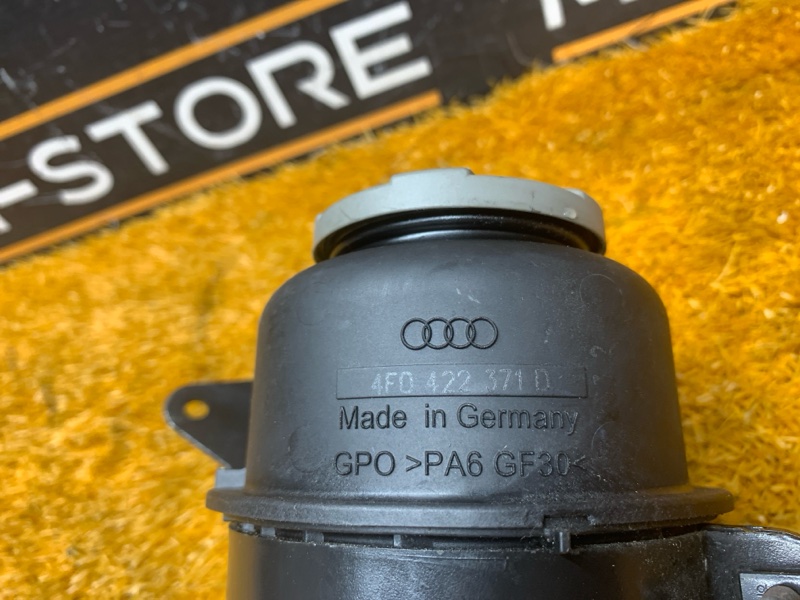 -STORE
4F0 422 371 D
Made in Germany
GPO >PA6 GF30<